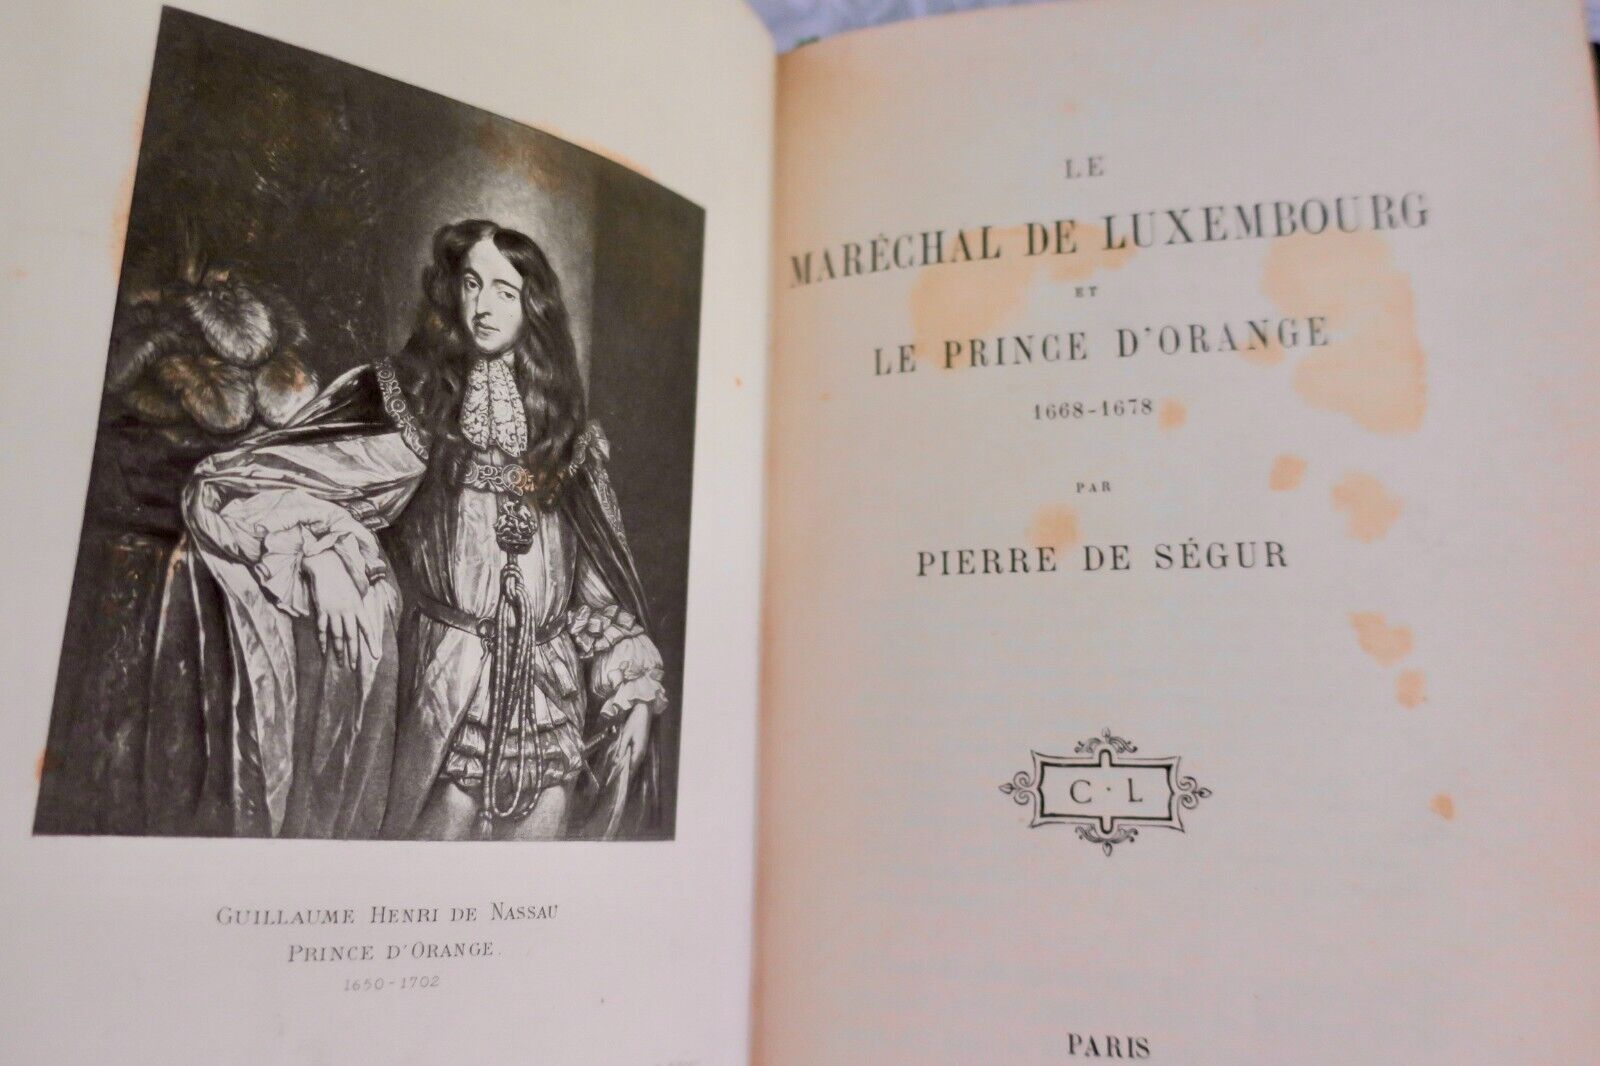 GUILLAUME HENRI DE NASSAU
PRINCE D'ORANGE.
1650-1702
LE
MARÉCHAL DE LUXEMBOURG
ET
LE PRINCE D'ORANGE
1668-1678
PAR
PIERRE DE SÉGUR
C · L
PARIS